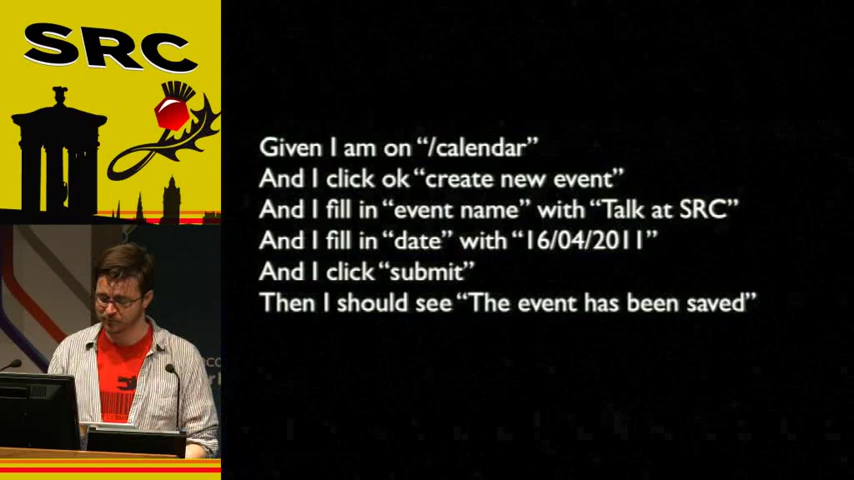 SRC
Given I am on “/calendar”
And I click ok “create new event”
And I fill in “event name” with “Talk at SRC”
And I fill in “date” with “16/04/2011”
And I click “submit”
Then I should see “The event has been saved”